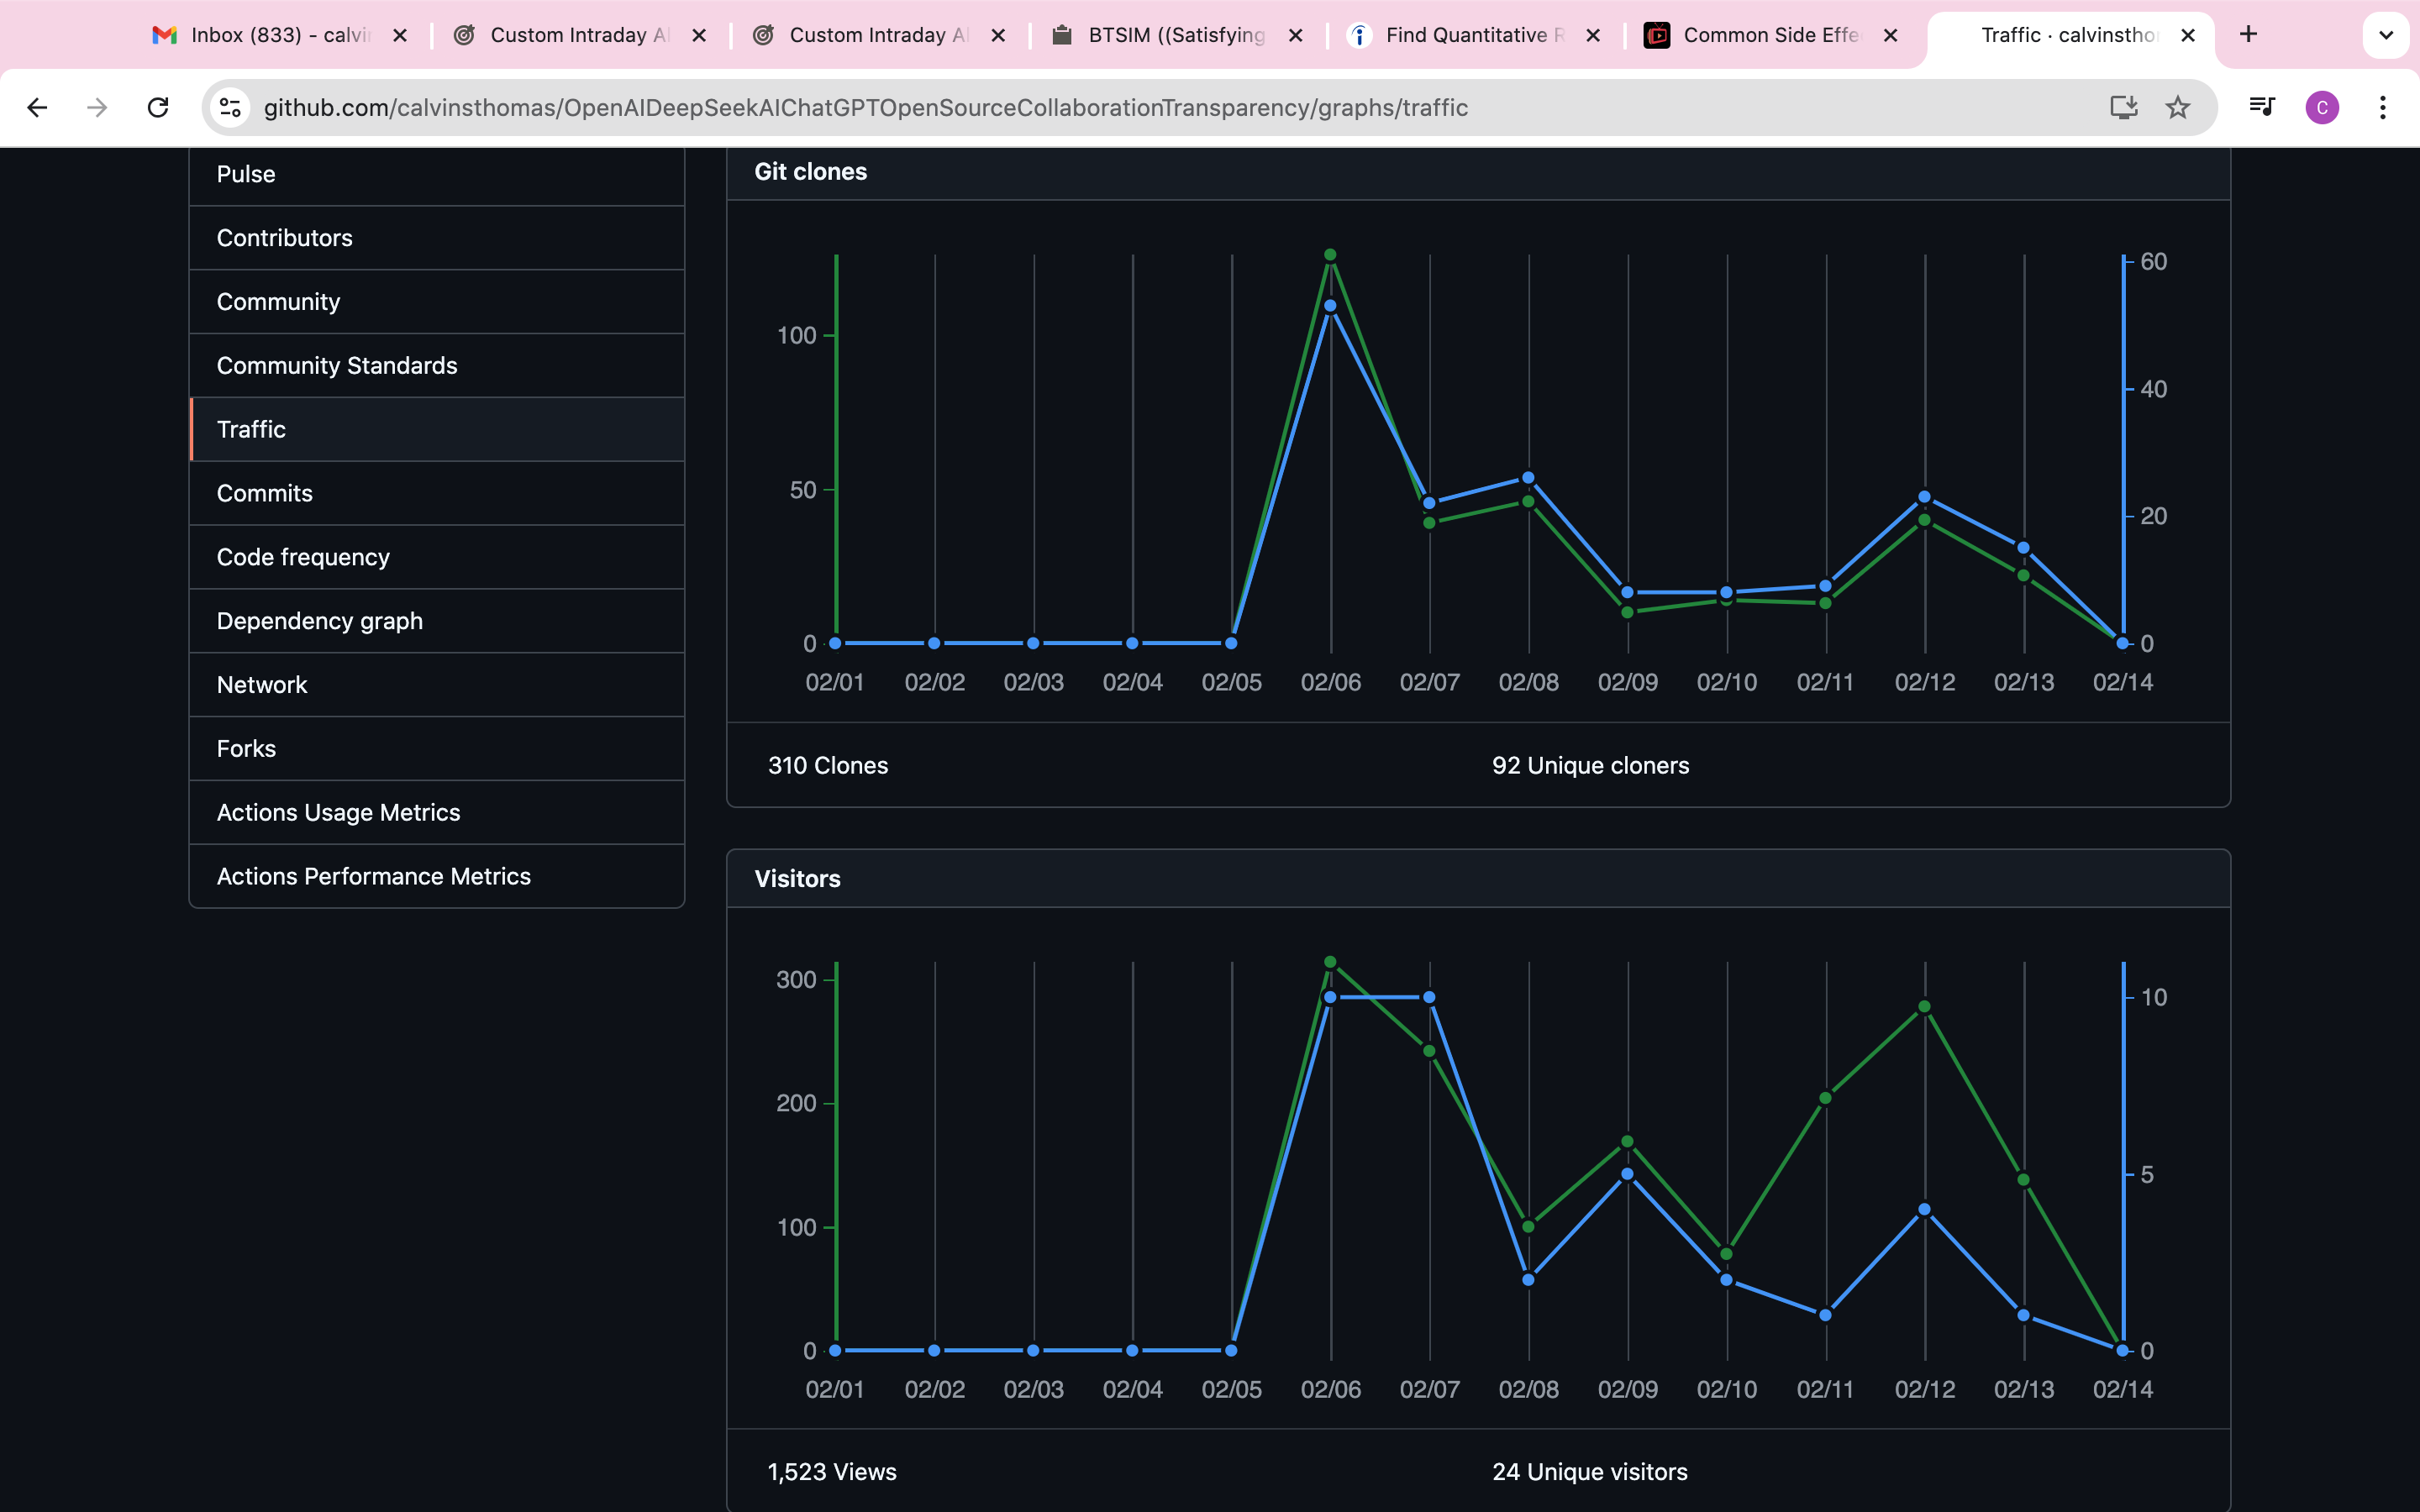 Inbox (833) - calvi
Custom Intraday Al
Custom Intraday Al
BTSIM ((Satisfying
Find Quantitative R
Common Side Effe
Traffic · calvinstho
github.com/calvinsthomas/OpenAIDeepSeekAIChatGPTOpenSourceCollaborationTransparency/graphs/traffic
C
Pulse
Contributors
Community
Community Standards
Traffic
Commits
Code frequency
Dependency graph
Network
Forks
Actions Usage Metrics
Actions Performance Metrics
Git clones
100
50
0
60
40
20
0
02/01 02/02 02/03 02/04 02/05 02/06 02/07 02/08 02/09 02/10 02/11 02/12 02/13 02/14
310 Clones
92 Unique cloners
Visitors
300
200
100
0
10
5
0
02/01 02/02 02/03 02/04 02/05 02/06 02/07 02/08 02/09 02/10 02/11 02/12 02/13 02/14
1,523 Views
24 Unique visitors